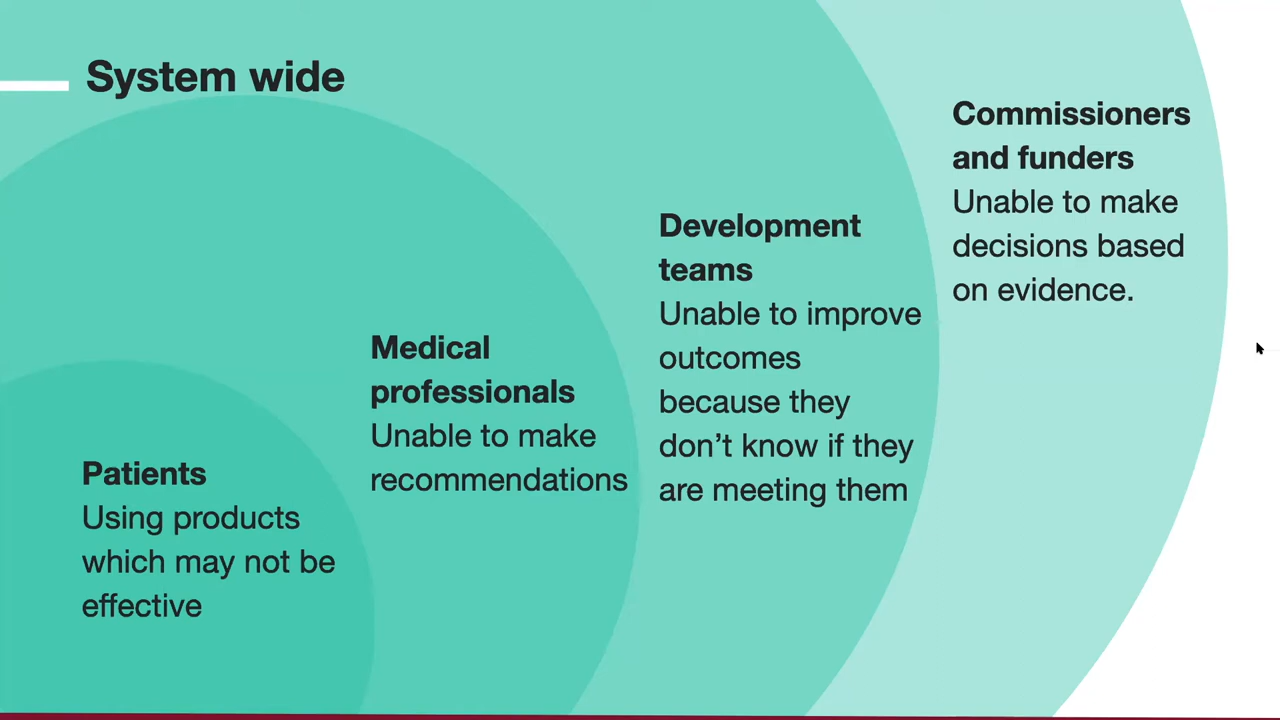 System wide
Patients
Using products
which may not be
effective
Medical
professionals
Unable to make
recommendations
Development
teams
Unable to improve
outcomes
because they
don’t know if they
are meeting them
Commissioners
and funders
Unable to make
decisions based
on evidence.